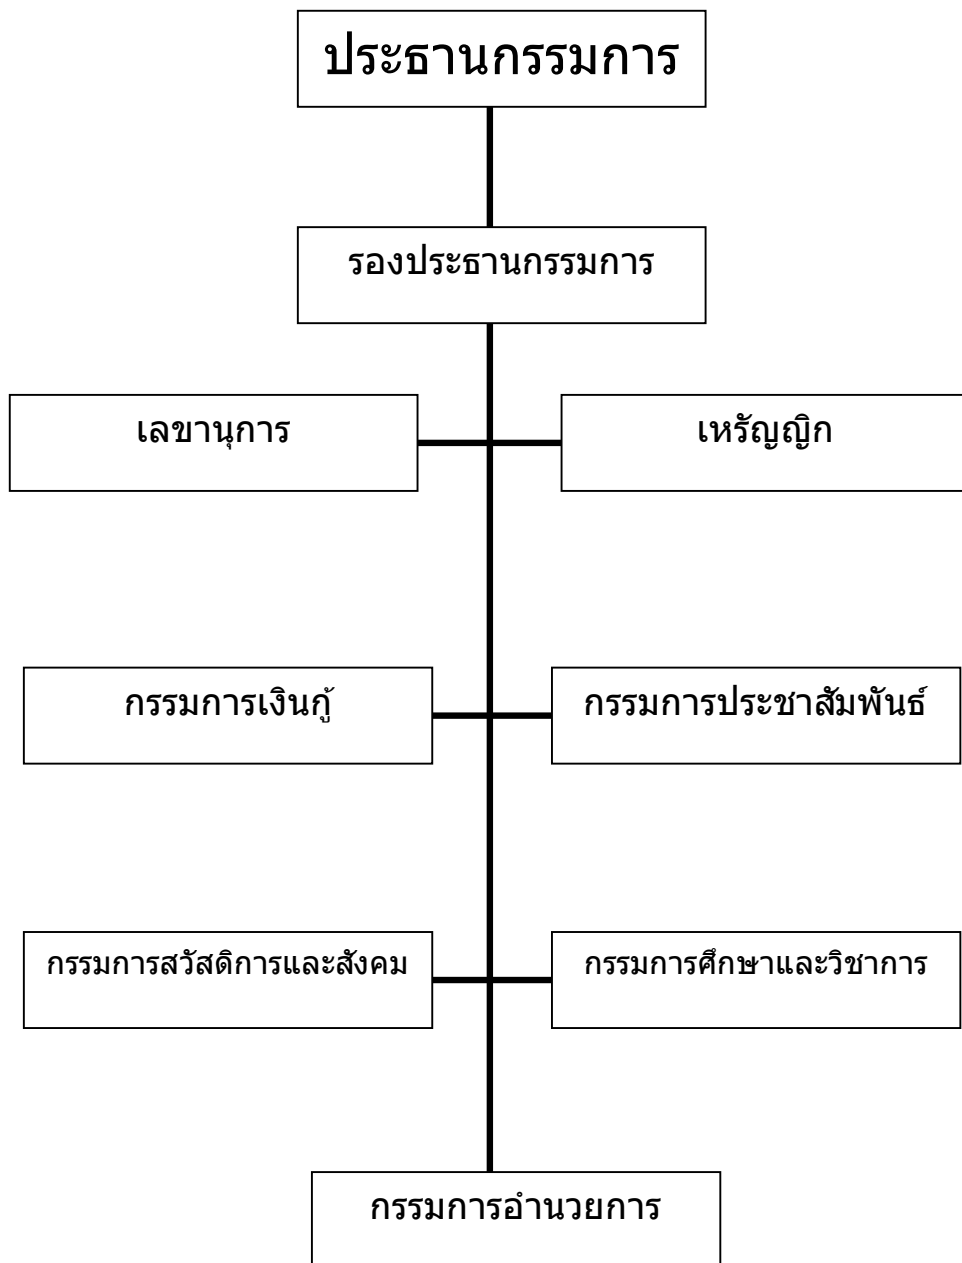 ประธานกรรมการ
รองประธานกรรมการ
เลขานุการ
เหรัญญิก
กรรมการเงินกู้
กรรมการประชาสัมพันธ์
กรรมการสวัสดิการและสังคม
กรรมการศึกษาและวิชาการ
กรรมการอำนวยการ